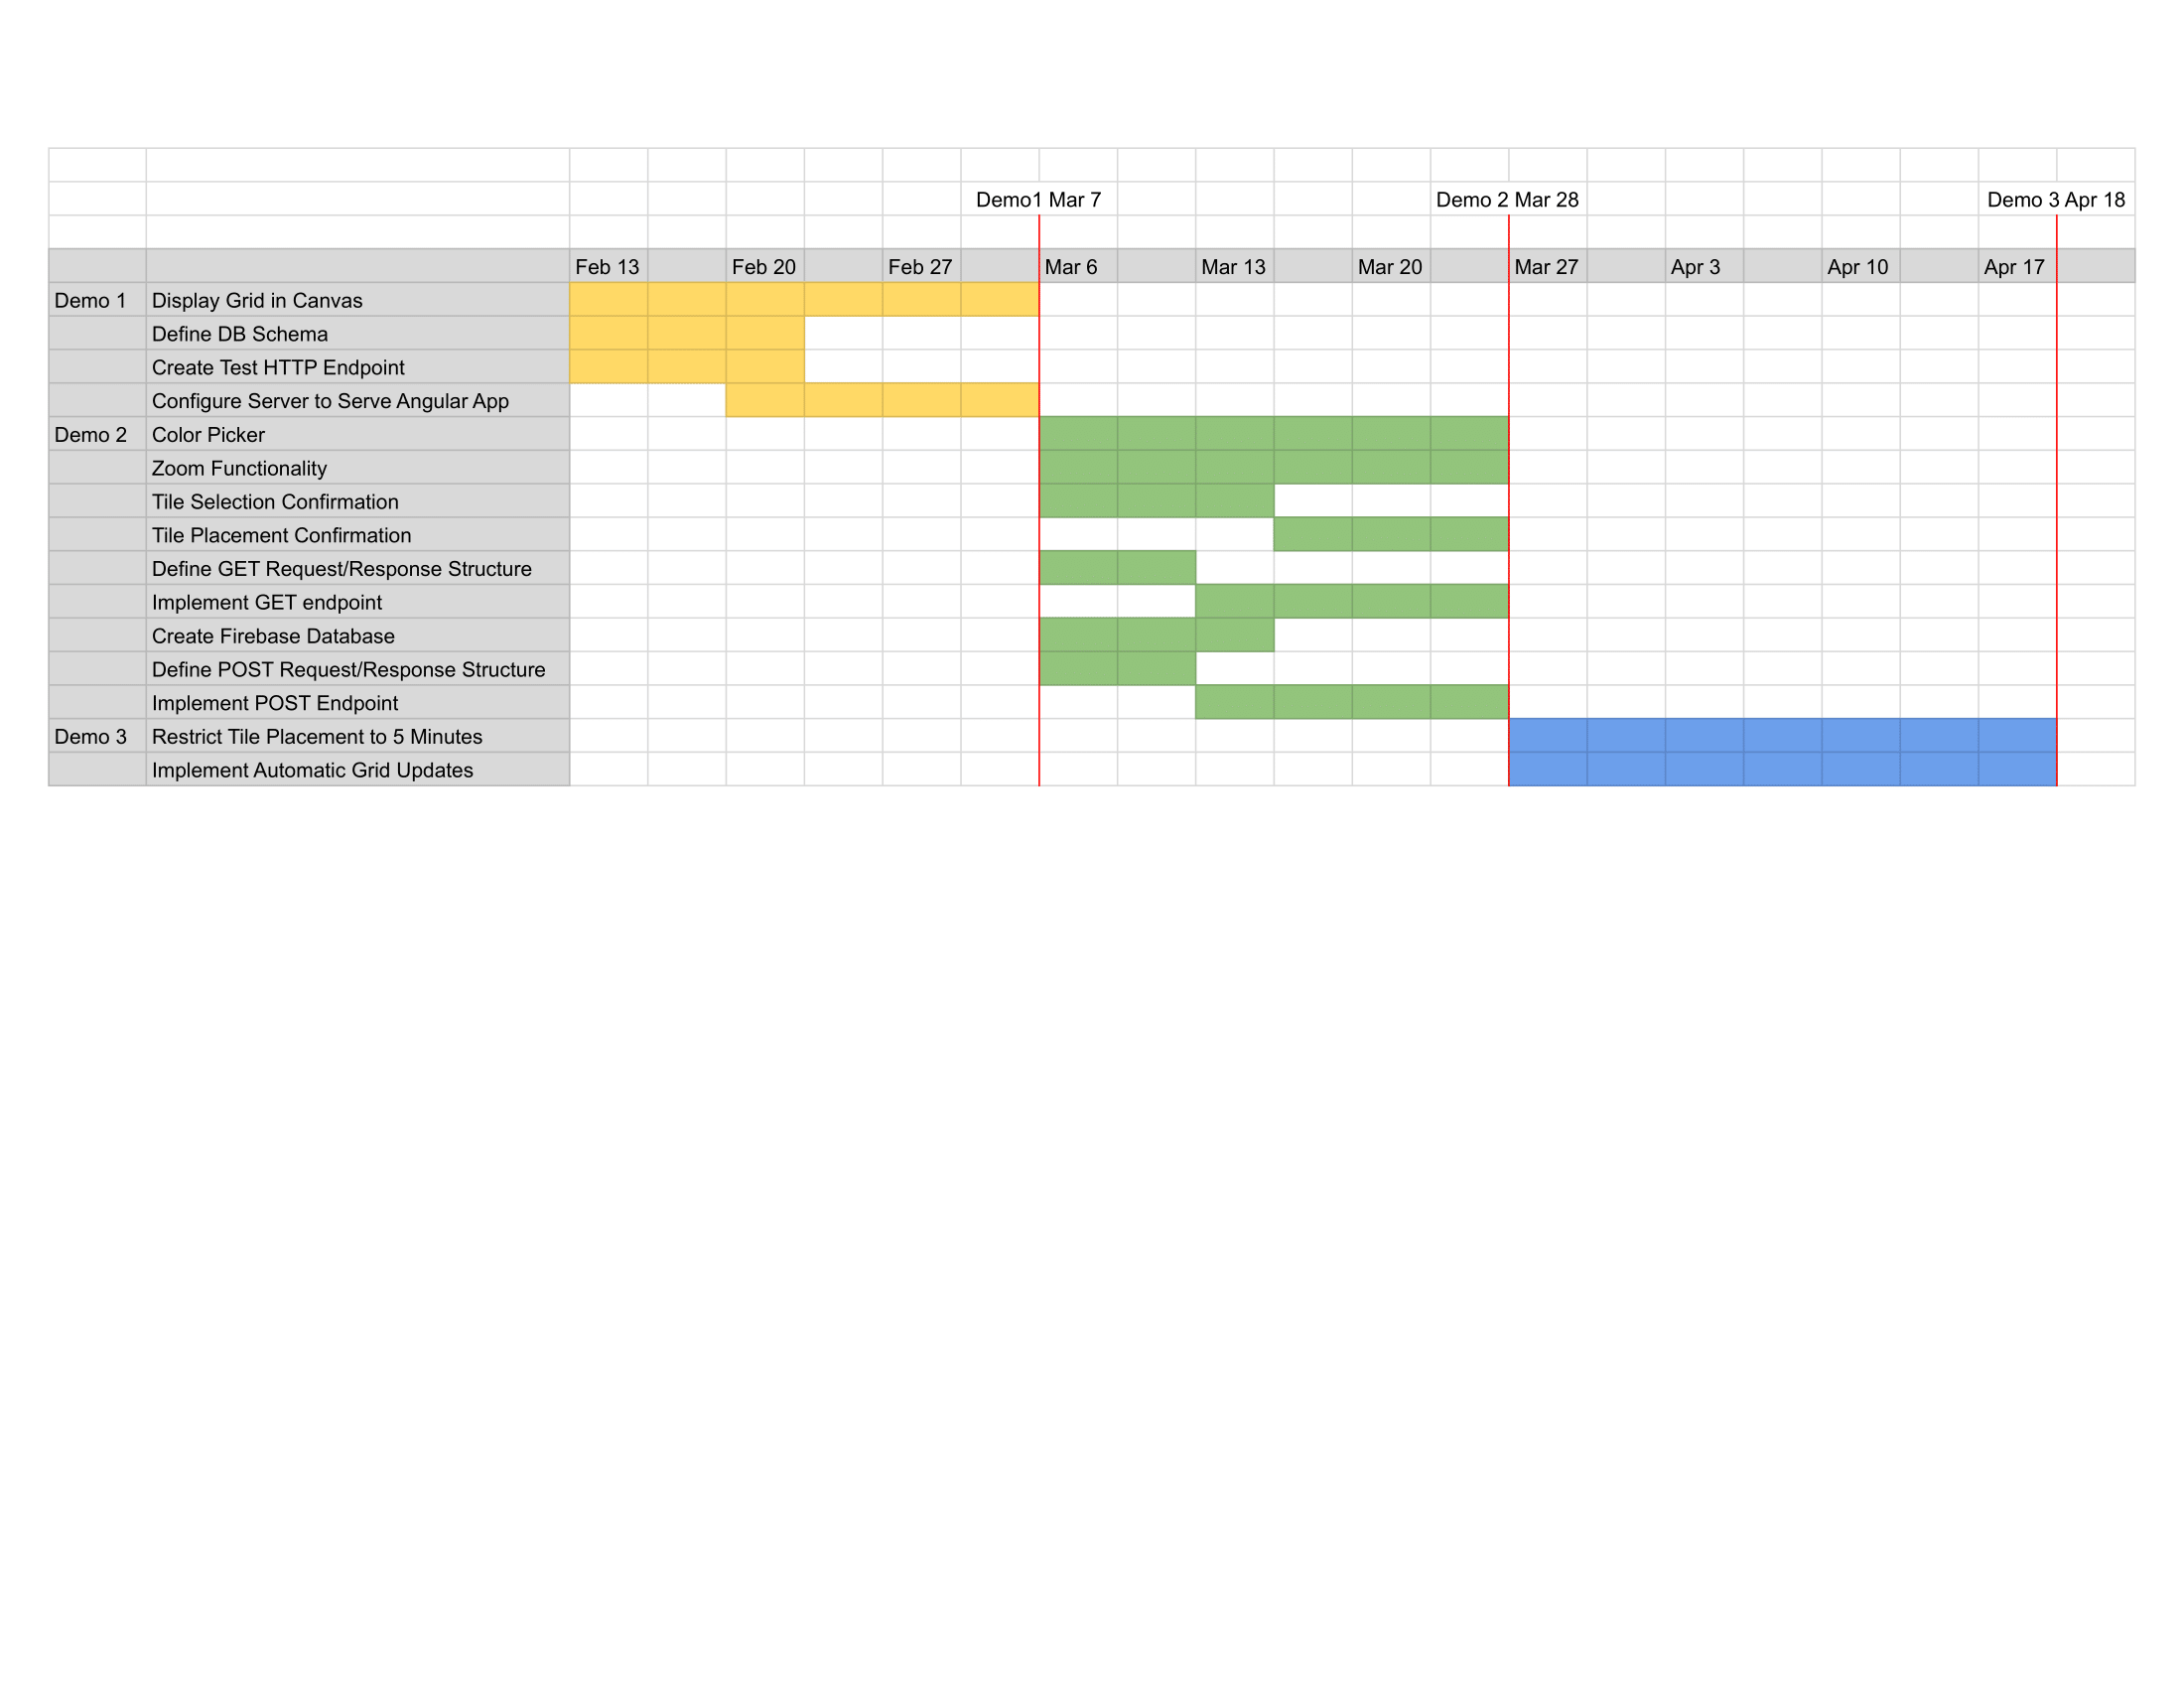 Demo1 Mar 7 Demo 2 Mar 28 Demo 3 Apr 18
Feb 13 Feb 20 Feb 27 Mar 6 Mar 13 Mar 20 Mar 27 Apr 3 Apr 10 Apr 17
Demo 1 Display Grid in Canvas
Define DB Schema
Create Test HTTP Endpoint
Configure Server to Serve Angular App
Demo 2 Color Picker
Zoom Functionality
Tile Selection Confirmation
Tile Placement Confirmation
Define GET Request/Response Structure
Implement GET endpoint
Create Firebase Database
Define POST Request/Response Structure
Implement POST Endpoint
Demo 3 Restrict Tile Placement to 5 Minutes
Implement Automatic Grid Updates